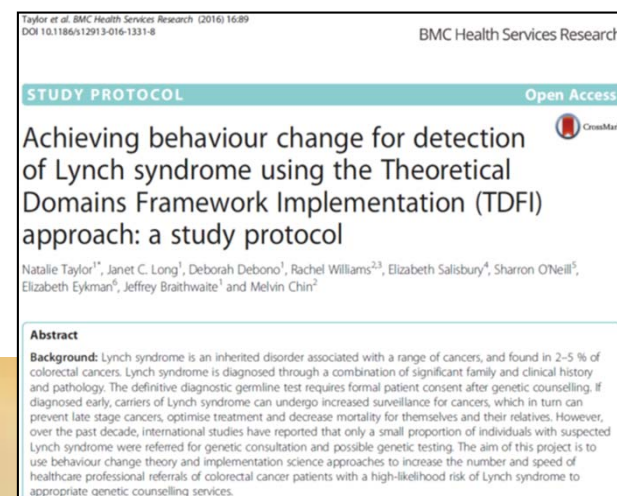 Taylor et al. BMC Health Services Research (2016) 16:89
DOI 10.1186/s12913-016-1331-8
BMC Health Services Research
STUDY PROTOCOL
Open Access
CrossMark
Achieving behaviour change for detection
of Lynch syndrome using the Theoretical
Domains Framework Implementation (TDFI)
approach: a study protocol
Natalie Taylor1*, Janet C. Long1, Deborah Debono1, Rachel Williams2,3, Elizabeth Salisbury4, Sharron O'Neill5,
Elizabeth Eykman6, Jeffrey Braithwaite1 and Melvin Chin2
Abstract
Background: Lynch syndrome is an inherited disorder associated with a range of cancers, and found in 2–5 % of
colorectal cancers. Lynch syndrome is diagnosed through a combination of significant family and clinical history
and pathology. The definitive diagnostic germline test requires formal patient consent after genetic counselling. If
diagnosed early, carriers of Lynch syndrome can undergo increased surveillance for cancers, which in turn can
prevent late stage cancers, optimise treatment and decrease mortality for themselves and their relatives. However,
over the past decade, international studies have reported that only a small proportion of individuals with suspected
Lynch syndrome were referred for genetic consultation and possible genetic testing. The aim of this project is to
use behaviour change theory and implementation science approaches to increase the number and speed of
healthcare professional referrals of colorectal cancer patients with a high-likelihood risk of Lynch syndrome to
appropriate genetic counselling services.